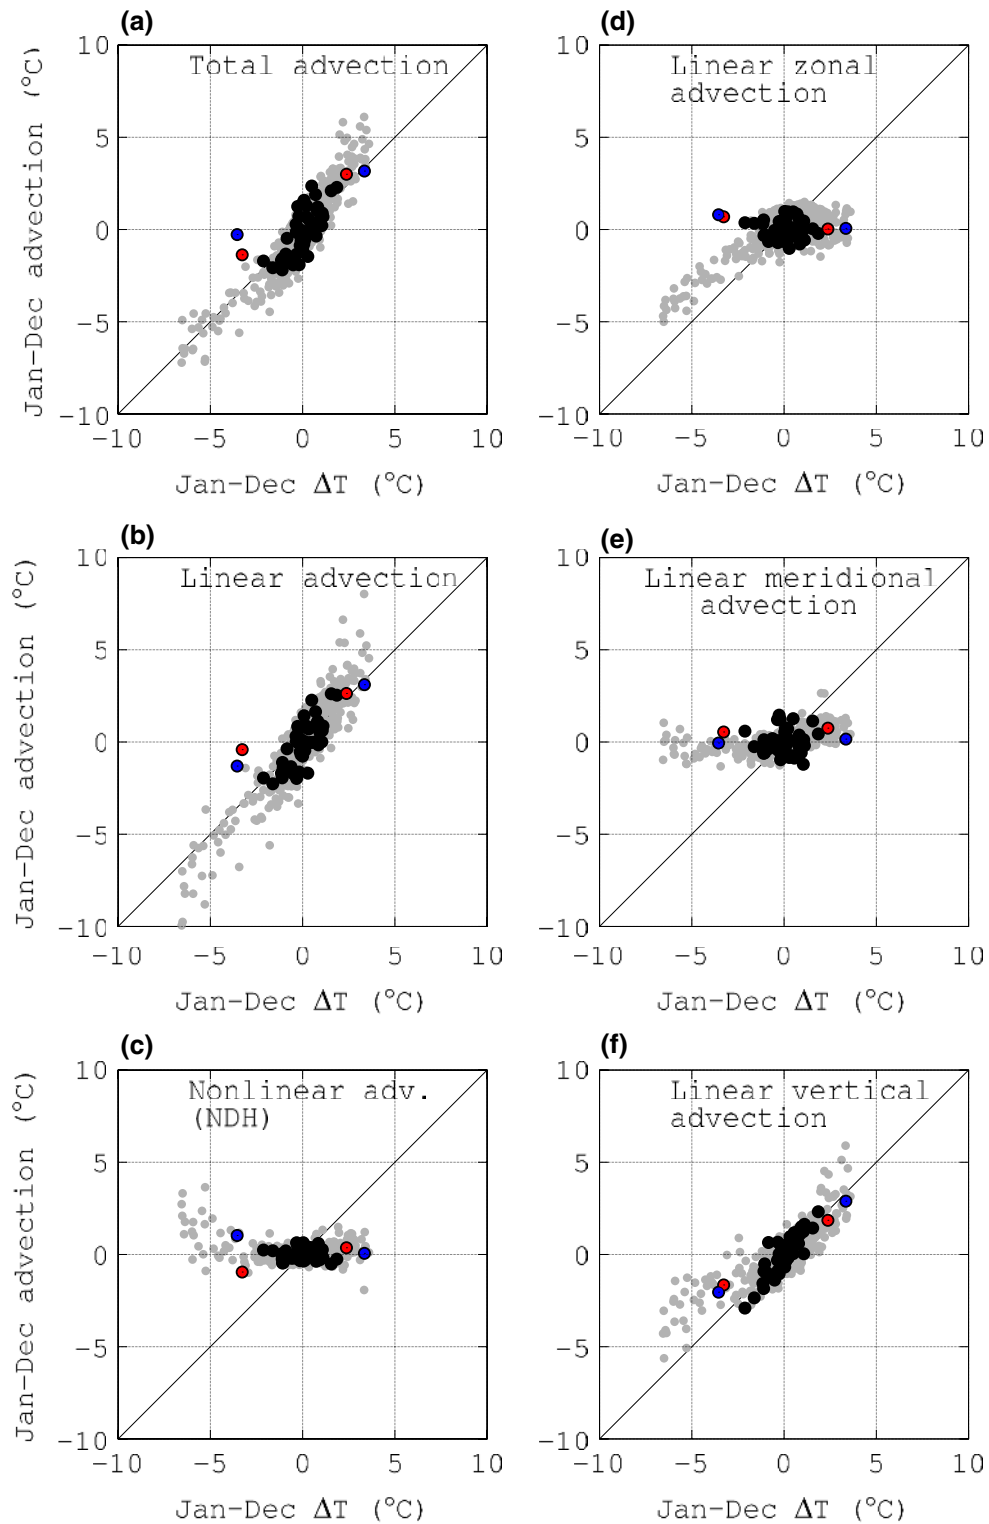 (a)
Total advection
Jan-Dec advection (°C)
10
5
0
-5
-10
-10 -5 0 5 10
Jan-Dec ΔT (°C)
(d)
Linear zonal
advection
10
5
0
-5
-10
-10 -5 0 5 10
Jan-Dec ΔT (°C)
(b)
Linear advection
Jan-Dec advection (°C)
10
5
0
-5
-10
-10 -5 0 5 10
Jan-Dec ΔT (°C)
(e)
Linear meridional
advection
10
5
0
-5
-10
-10 -5 0 5 10
Jan-Dec ΔT (°C)
(c)
Nonlinear adv.
(NDH)
Jan-Dec advection (°C)
10
5
0
-5
-10
-10 -5 0 5 10
Jan-Dec ΔT (°C)
(f)
Linear vertical
advection
10
5
0
-5
-10
-10 -5 0 5 10
Jan-Dec ΔT (°C)